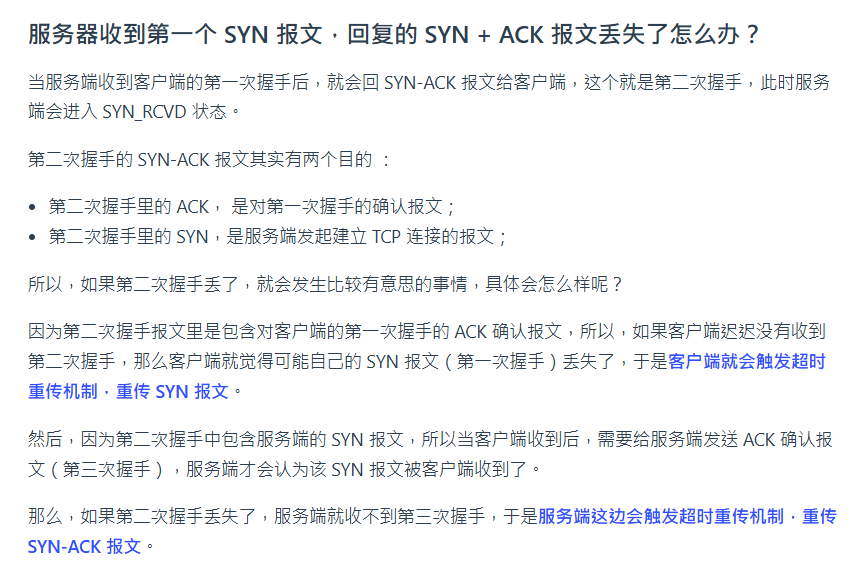 服务器收到第一个 SYN 报文，回复的 SYN + ACK 报文丢失了怎么办？
当服务端收到客户端的第一次握手后，就会回 SYN-ACK 报文给客户端，这个就是第二次握手，此时服务
端会进入 SYN_RCVD 状态。
第二次握手的 SYN-ACK 报文其实有两个目的 ：
• 第二次握手里的 ACK， 是对第一次握手的确认报文；
• 第二次握手里的 SYN，是服务端发起建立 TCP 连接的报文；
所以，如果第二次握手丢了，就会发生比较有意思的事情，具体会怎么样呢？
因为第二次握手报文里是包含对客户端的第一次握手的 ACK 确认报文，所以，如果客户端迟迟没有收到
第二次握手，那么客户端就觉得可能自己的 SYN 报文（第一次握手）丢失了，于是客户端就会触发超时
重传机制，重传 SYN 报文。
然后，因为第二次握手中包含服务端的 SYN 报文，所以当客户端收到后，需要给服务端发送 ACK 确认报
文（第三次握手），服务端才会认为该 SYN 报文被客户端收到了。
那么，如果第二次握手丢失了，服务端就收不到第三次握手，于是服务端这边会触发超时重传机制，重传
SYN-ACK 报文。